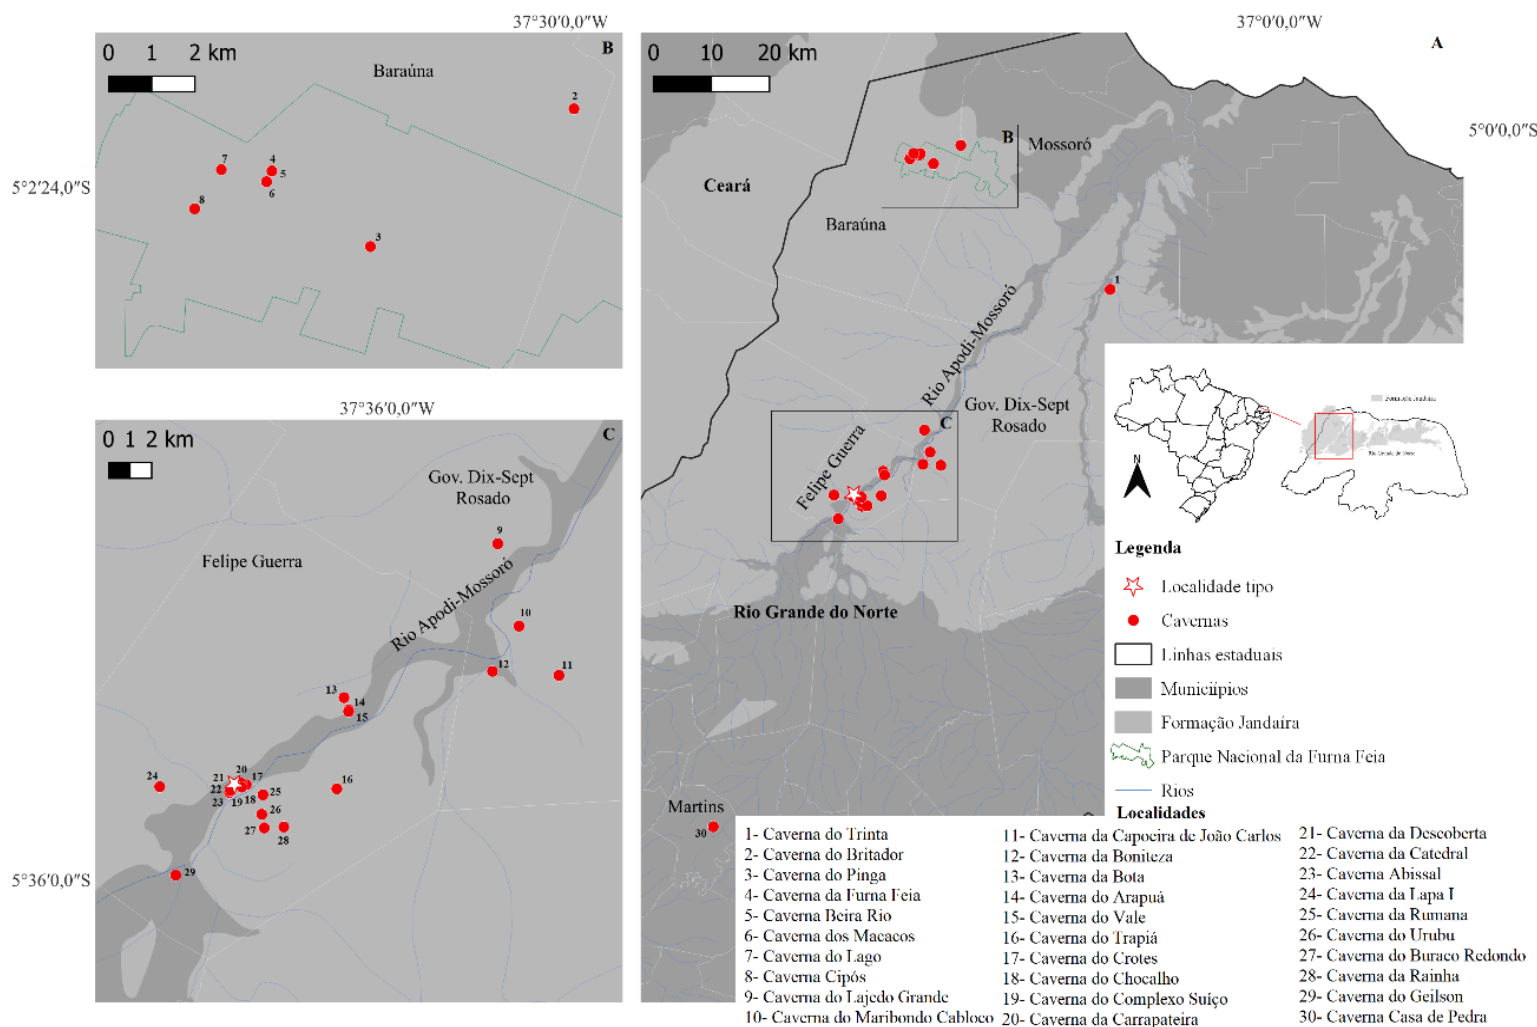 37°30'0,0"W
0 1 2 km
B
Baraúna
2
7
4
5
6
8
3
5°2'24,0"S
37°36'0,0"W
0 1 2 km
C
Gov. Dix-Sept
Rosado
9
Felipe Guerra
Rio Apodi-Mossoró
10
12
11
13
14
15
24
21
20
17
16
22
23
19
18
25
26
27
28
29
5°36'0,0"S
37°0'0,0"W
0 10 20 km
A
5°0'0,0"S
B
Mossoró
Ceará
Baraúna
1
Rio Apodi-Mossoró
Gov. Dix-Sept
Rosado
C
Felipe Guerra
Rio Grande do Norte
Martins
30
Formação Jandaíra
Rio Grande do Norte
N
Legenda
Localidade tipo
Cavernas
Linhas estaduais
Municiípios
Formação Jandaíra
Parque Nacional da Furna Feia
Rios
Localidades
1- Caverna do Trinta
2- Caverna do Britador
3- Caverna do Pinga
4- Caverna da Furna Feia
5- Caverna Beira Rio
6- Caverna dos Macacos
7- Caverna do Lago
8- Caverna Cipós
9- Caverna do Lajedo Grande
10- Caverna do Maribondo Cabloco
11- Caverna da Capoeira de João Carlos
12- Caverna da Boniteza
13- Caverna da Bota
14- Caverna do Arapuá
15- Caverna do Vale
16- Caverna do Trapiá
17- Caverna do Crotes
18- Caverna do Chocalho
19- Caverna do Complexo Suíço
20- Caverna da Carrapateira
21- Caverna da Descoberta
22- Caverna da Catedral
23- Caverna Abissal
24- Caverna da Lapa I
25- Caverna da Rumana
26- Caverna do Urubu
27- Caverna do Buraco Redondo
28- Caverna da Rainha
29- Caverna do Geilson
30- Caverna Casa de Pedra